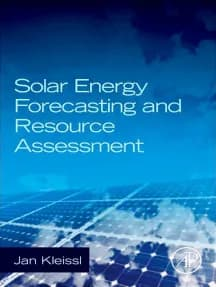 Solar Energy
Forecasting and
Resource
Assessment
Jan Kleissl